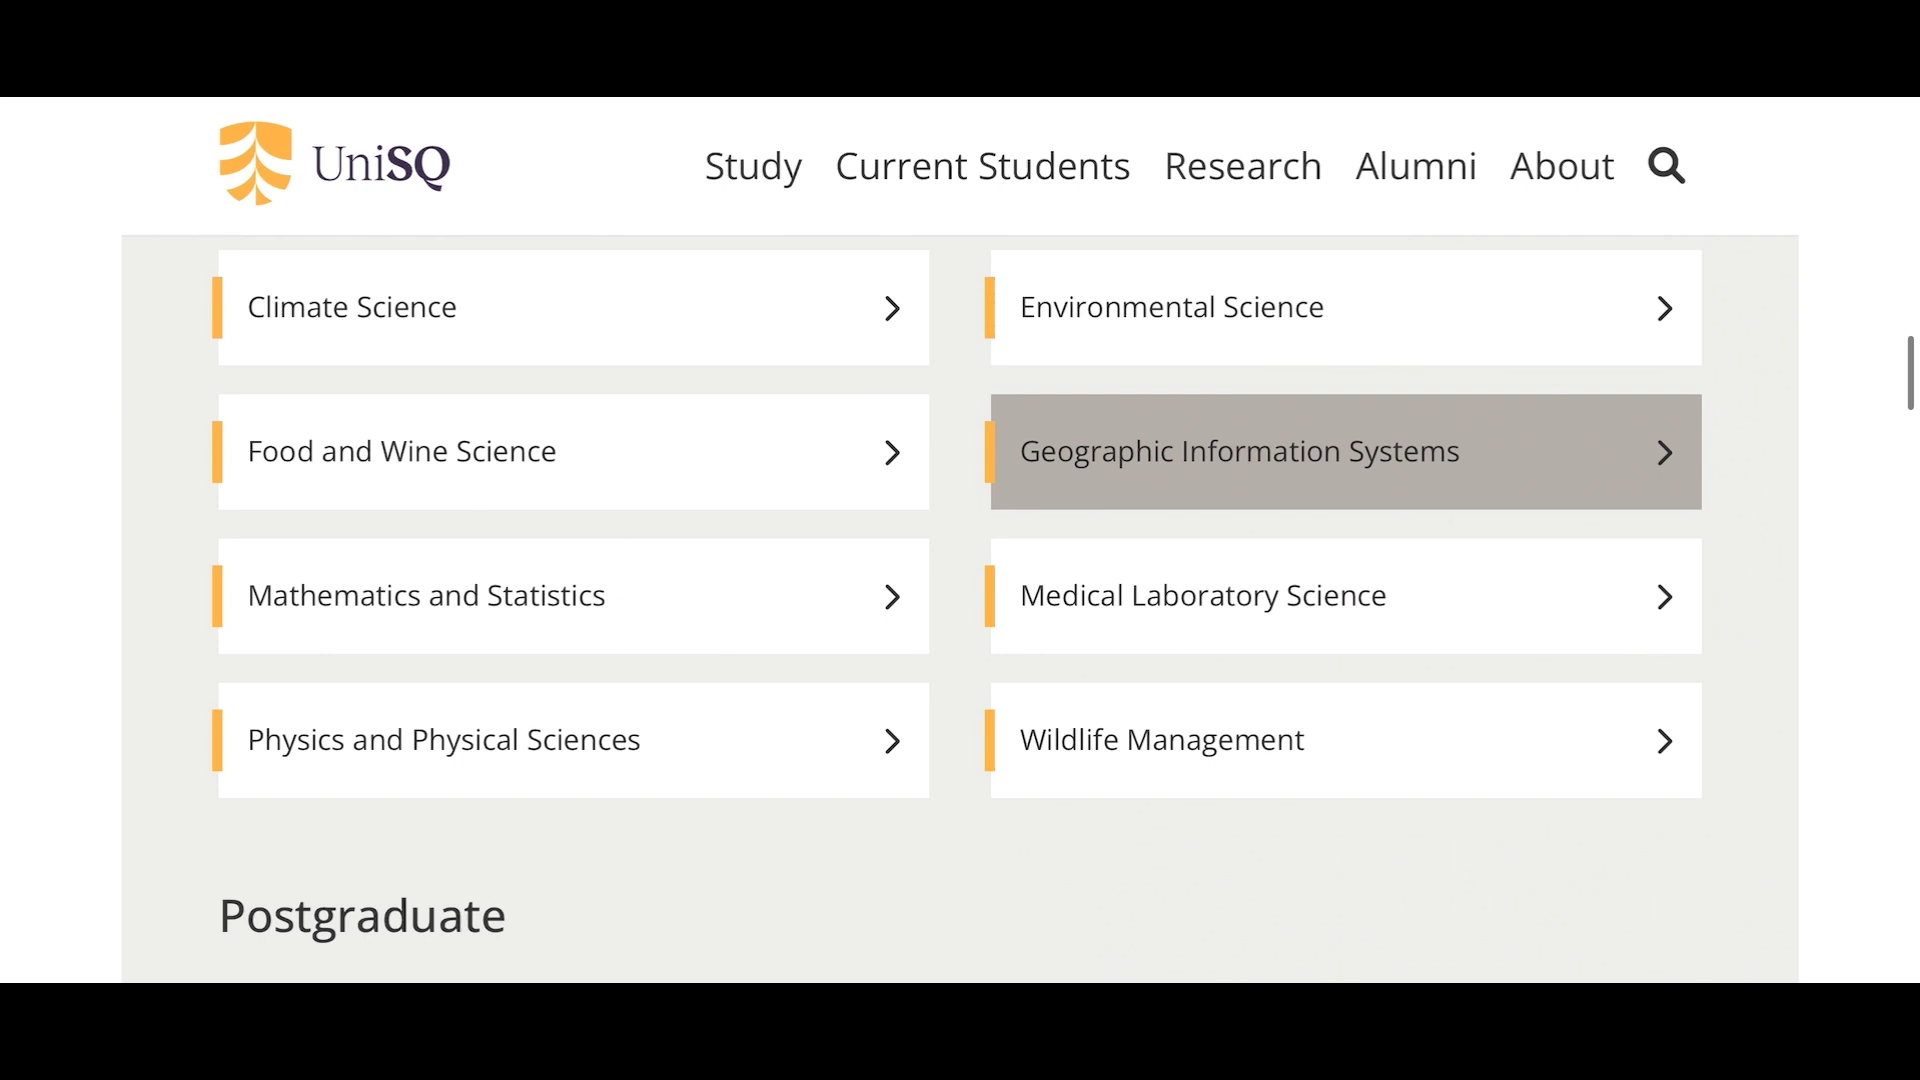 UniSQ
Study Current Students Research Alumni About
Climate Science
Environmental Science
Food and Wine Science
Geographic Information Systems
Mathematics and Statistics
Medical Laboratory Science
Physics and Physical Sciences
Wildlife Management
Postgraduate